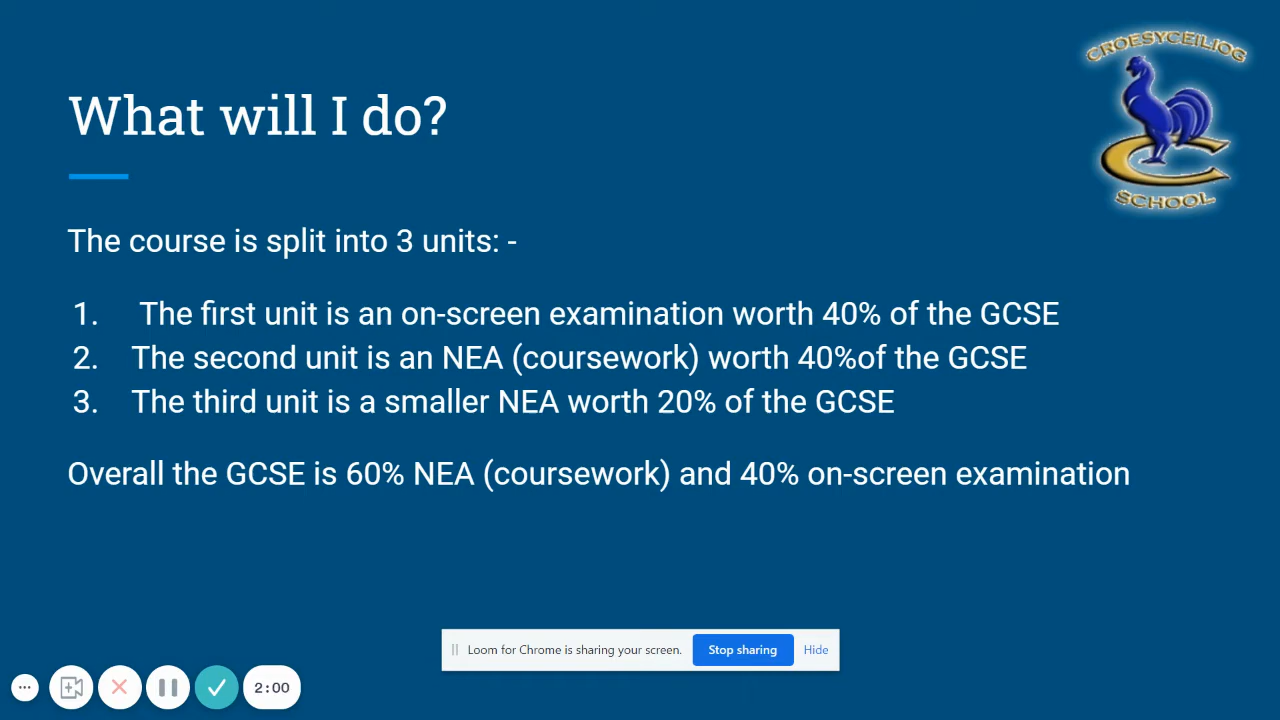 CROESYCEILIOG
SCHOOL
What will I do?
The course is split into 3 units: -
1. The first unit is an on-screen examination worth 40% of the GCSE
2. The second unit is an NEA (coursework) worth 40%of the GCSE
3. The third unit is a smaller NEA worth 20% of the GCSE
Overall the GCSE is 60% NEA (coursework) and 40% on-screen examination
Loom for Chrome is sharing your screen. Stop sharing Hide
2:00